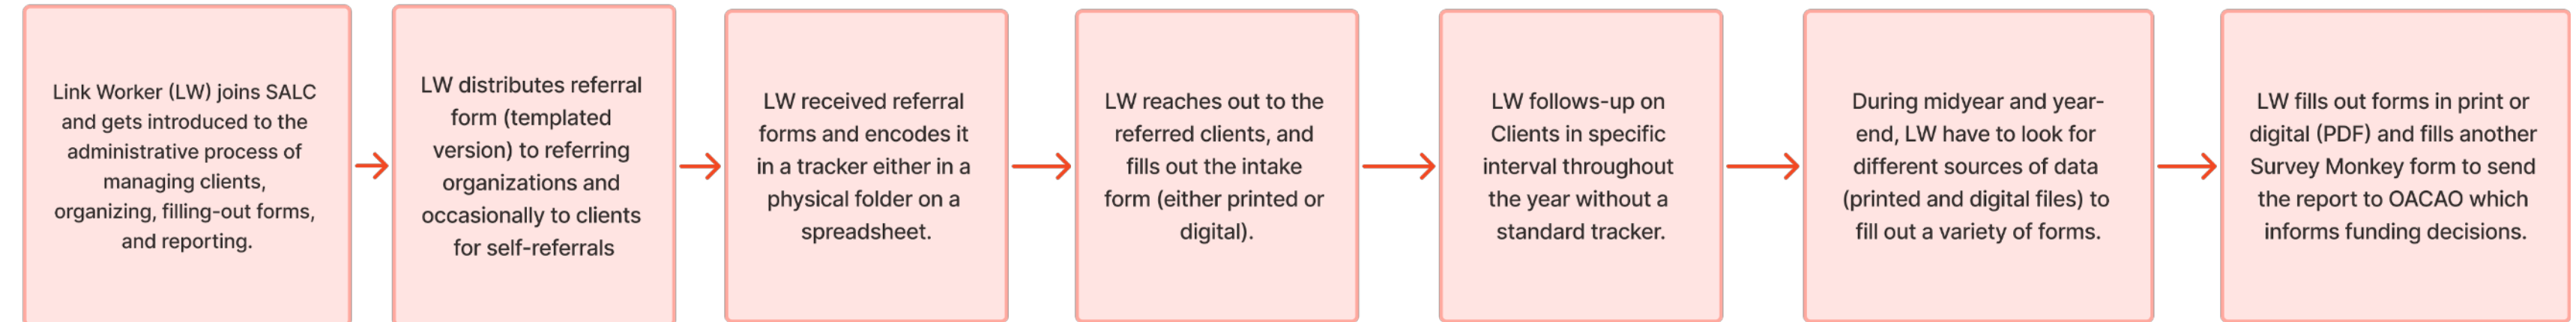 Link Worker (LW) joins SALC
and gets introduced to the
administrative process of
managing clients,
organizing, filling-out forms,
and reporting.
LW distributes referral
form (templated
version) to referring
organizations and
occasionally to clients
for self-referrals
LW received referral
forms and encodes it
in a tracker either in a
physical folder on a
spreadsheet.
LW reaches out to the
referred clients, and
fills out the intake
form (either printed or
digital).
LW follows-up on
Clients in specific
interval throughout
the year without a
standard tracker.
During midyear and year-
end, LW have to look for
different sources of data
(printed and digital files) to
fill out a variety of forms.
LW fills out forms in print or
digital (PDF) and fills another
Survey Monkey form to send
the report to OACAO which
informs funding decisions.